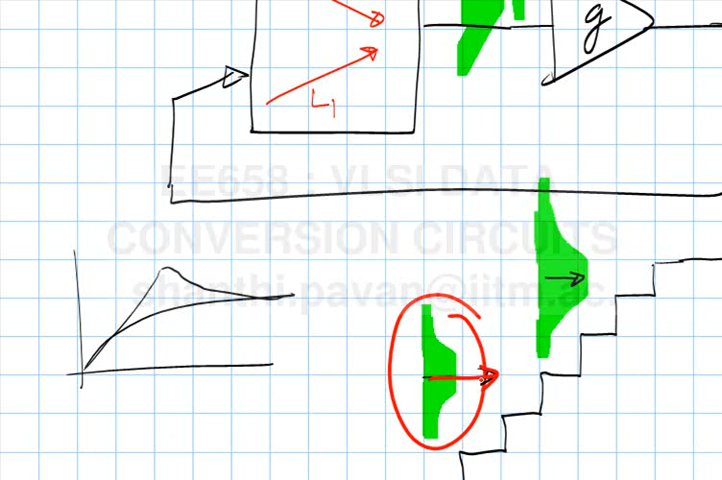 g
L1
EE658 : VLSI DATA
CONVERSION CIRCUITS
shanthi.pavan@iitm.ac